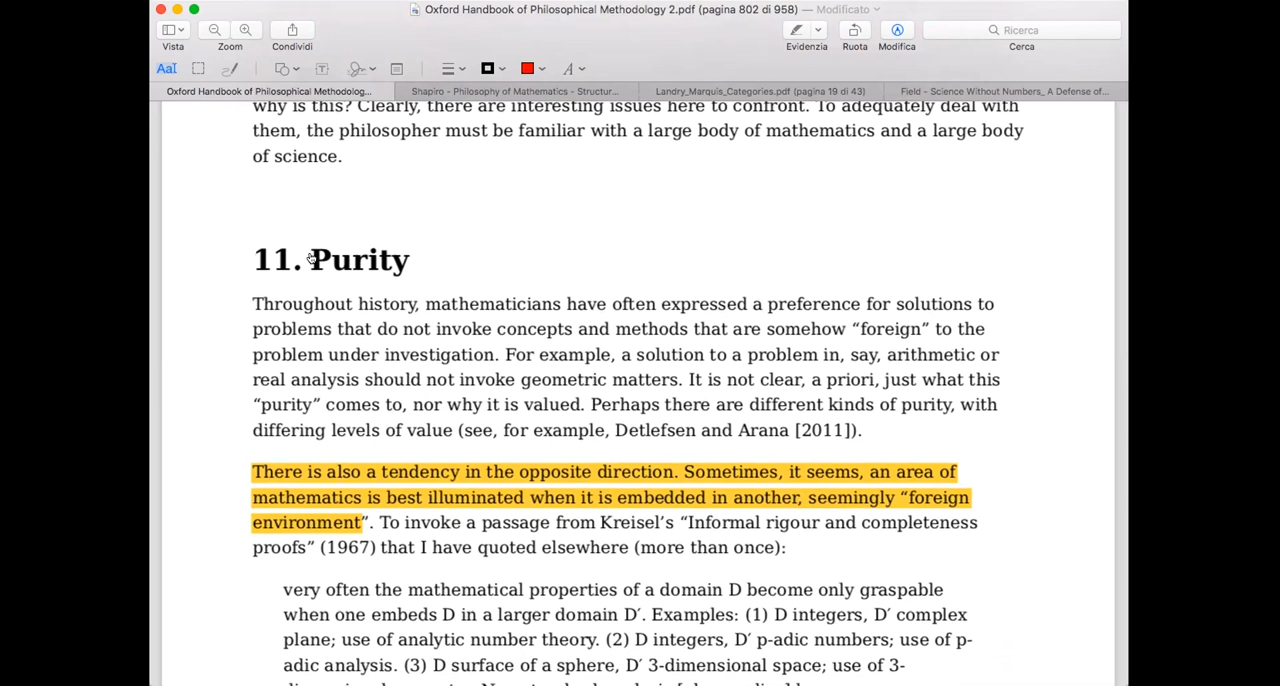 Oxford Handbook of Philosophical Methodology 2.pdf (pagina 802 di 958) — Modificato
Vista
Zoom
Condividi
Evidenzia
Ruota
Modifica
Ricerca
Cerca
AaI
A
Oxford Handbook of Philosophical Methodolog...
Shapiro - Philosophy of Mathematics - Structur...
Landry_Marquis_Categories.pdf (pagina 19 di 43)
Field - Science Without Numbers_ A Defense of...
why is this? Clearly, there are interesting issues here to confront. To adequately deal with
them, the philosopher must be familiar with a large body of mathematics and a large body
of science.
11. Purity
Throughout history, mathematicians have often expressed a preference for solutions to
problems that do not invoke concepts and methods that are somehow “foreign” to the
problem under investigation. For example, a solution to a problem in, say, arithmetic or
real analysis should not invoke geometric matters. It is not clear, a priori, just what this
“purity” comes to, nor why it is valued. Perhaps there are different kinds of purity, with
differing levels of value (see, for example, Detlefsen and Arana [2011]).
There is also a tendency in the opposite direction. Sometimes, it seems, an area of
mathematics is best illuminated when it is embedded in another, seemingly “foreign
environment”. To invoke a passage from Kreisel’s “Informal rigour and completeness
proofs” (1967) that I have quoted elsewhere (more than once):
very often the mathematical properties of a domain D become only graspable
when one embeds D in a larger domain D′. Examples: (1) D integers, D′ complex
plane; use of analytic number theory. (2) D integers, D′ p-adic numbers; use of p-
adic analysis. (3) D surface of a sphere, D′ 3-dimensional space; use of 3-